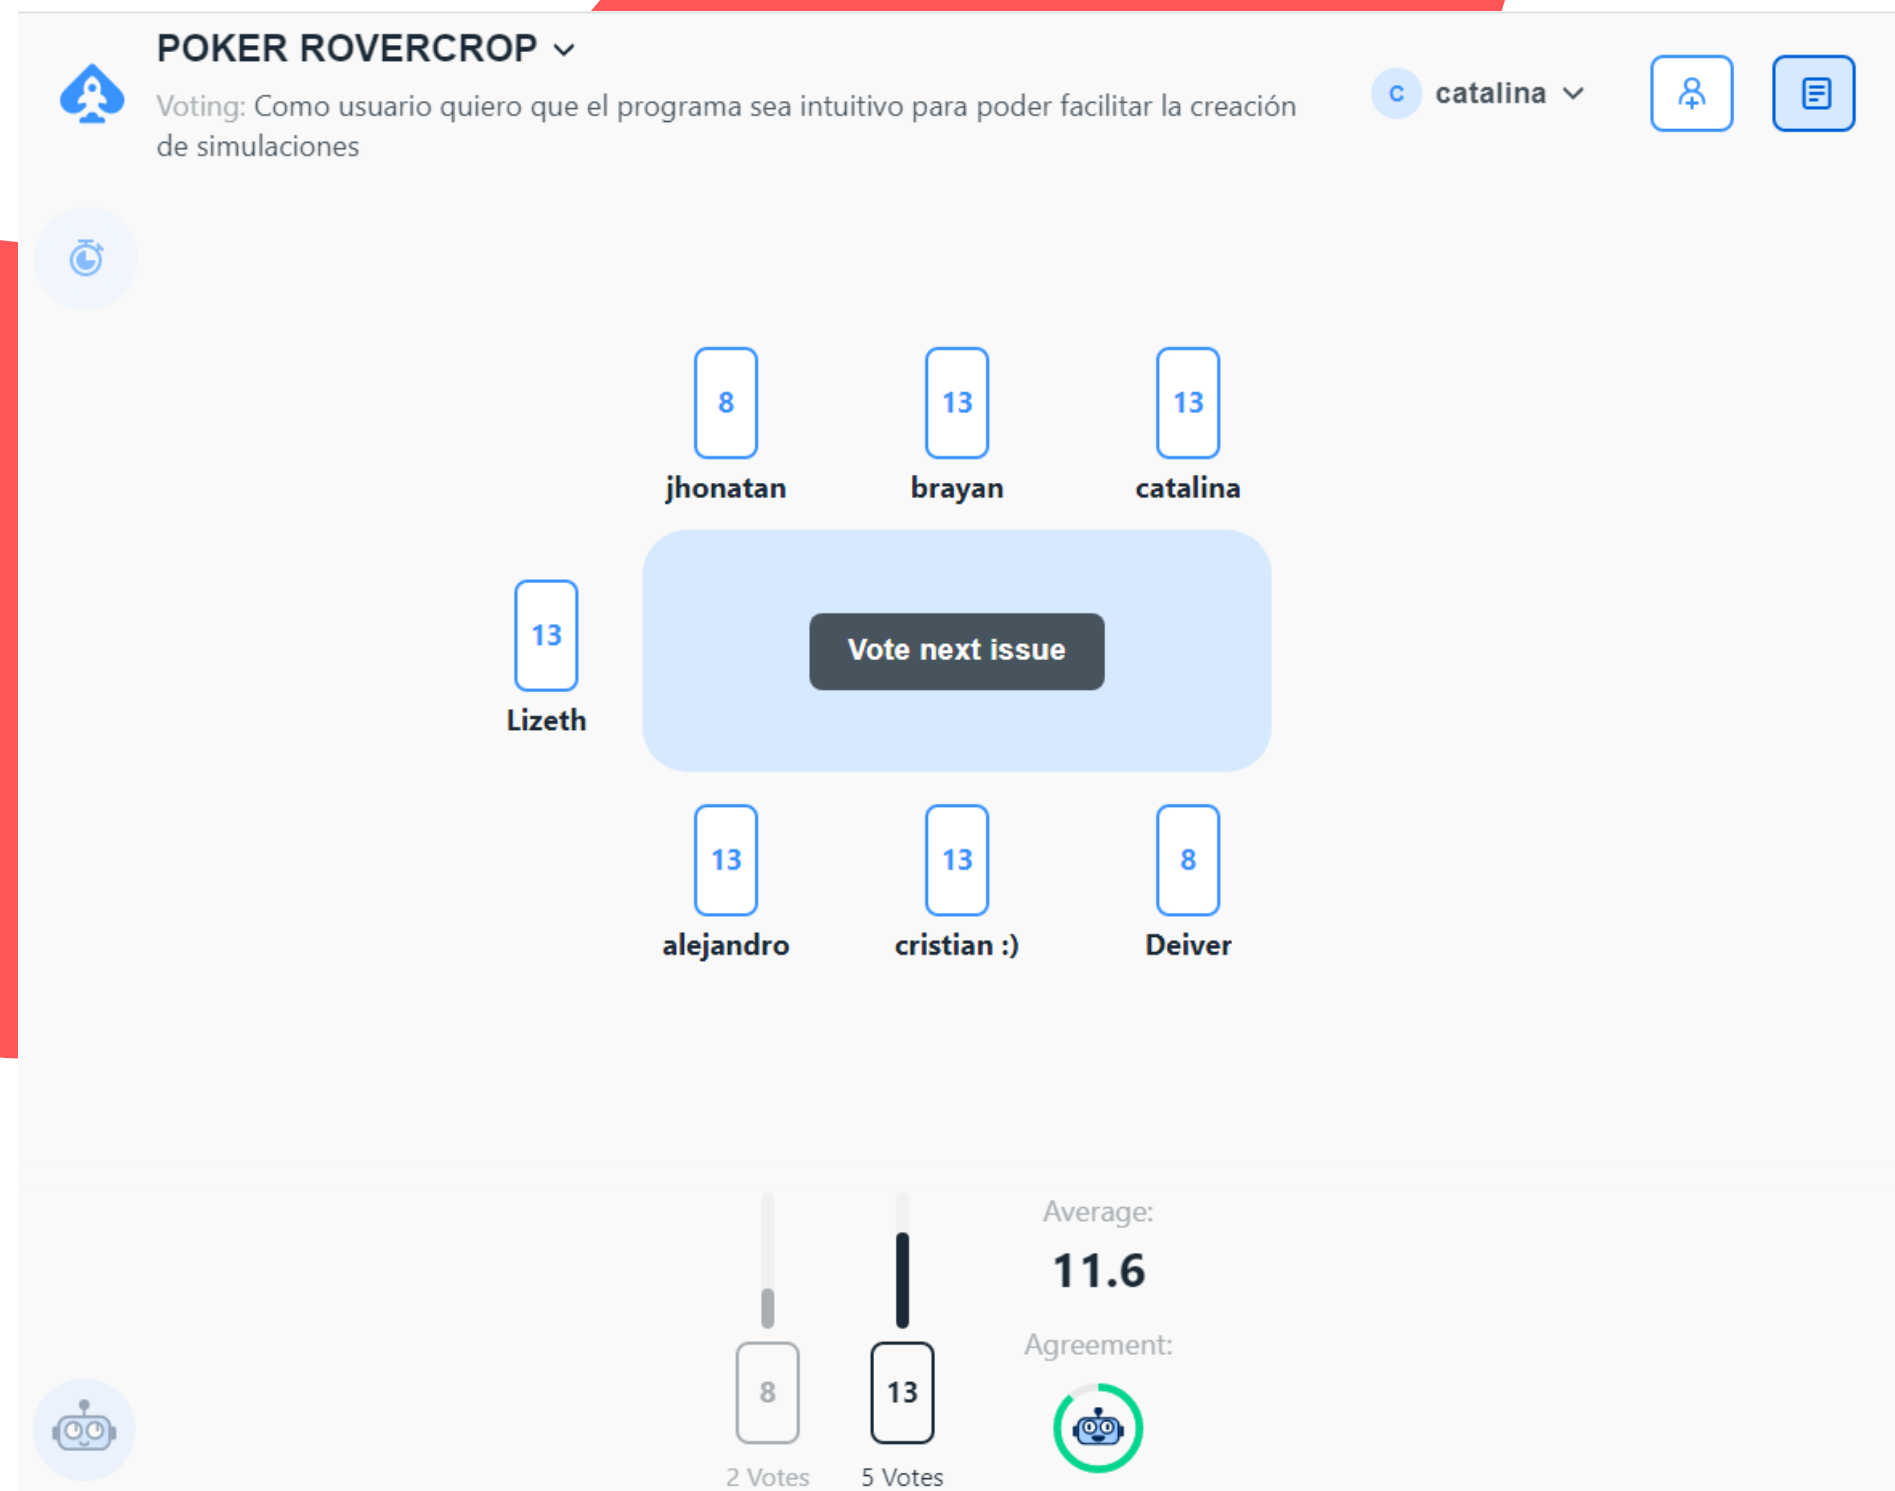 POKER ROVERCROP
Voting: Como usuario quiero que el programa sea intuitivo para poder facilitar la creación
de simulaciones
C catalina
8
13
13
jhonatan
brayan
catalina
13
Lizeth
Vote next issue
13
13
8
alejandro
cristian :)
Deiver
8
13
2 Votes
5 Votes
Average:
11.6
Agreement: